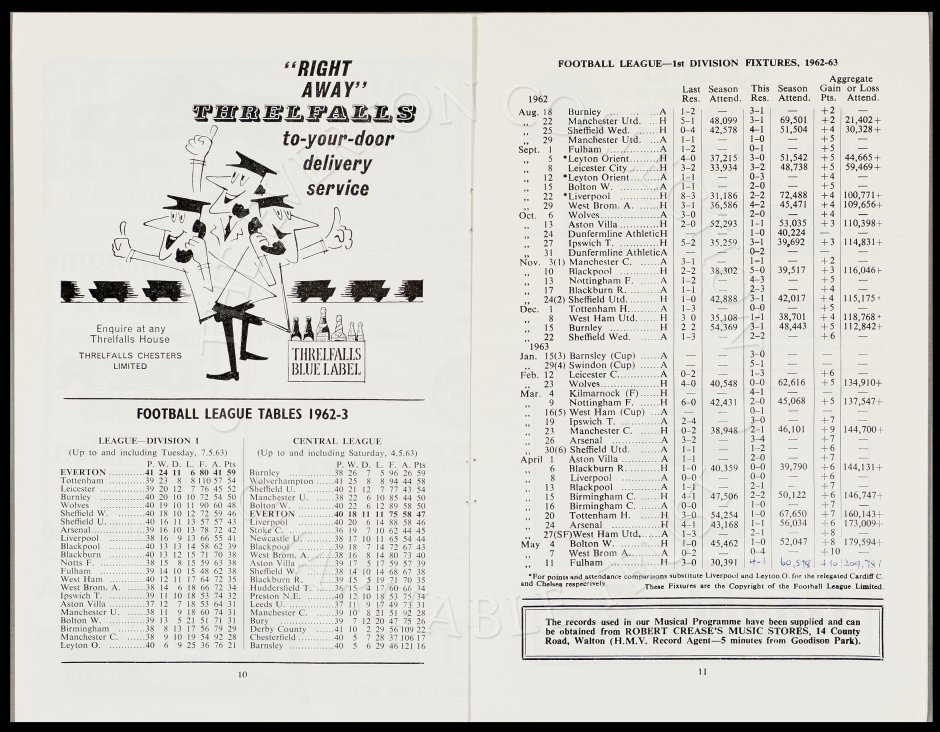 "RIGHT
AWAY"
THRELFALLS
to-your-door
delivery
service
Enquire at any
Threlfalls House
THRELFALLS CHESTERS
LIMITED
THRELFALLS
BLUE LABEL
FOOTBALL LEAGUE TABLES 1962-3
LEAGUE—DIVISION I
(Up to and including Tuesday, 7.5.63)
P. W. D. L. F. A. Pts
EVERTON 41 24 11 6 80 41 59
Tottenham 39 23 8 8 110 57 54
Leicester 39 20 12 7 76 45 52
Burnley 40 20 10 10 72 54 50
Wolves 40 19 10 11 90 60 48
Sheffield W. 40 18 10 12 72 59 46
Sheffield U. 40 16 11 13 57 57 43
Arsenal 39 16 10 13 78 72 42
Liverpool 38 16 9 13 66 55 41
Blackpool 40 13 13 14 58 62 39
Blackburn 40 13 12 15 71 70 38
Notts F. 38 15 8 15 59 63 38
Fulham 39 14 10 15 48 62 38
West Ham 40 12 11 17 64 72 35
West Brom. A. 38 14 6 18 66 72 34
Ipswich T. 39 11 10 18 53 74 32
Aston Villa 37 12 7 18 53 64 31
Manchester U. 38 11 9 18 60 74 31
Bolton W. 39 13 5 21 51 71 31
Birmingham 38 8 13 17 56 79 29
Manchester C. 38 9 10 19 54 92 28
Leyton O. 40 6 9 25 36 76 21
CENTRAL LEAGUE
(Up to and including Saturday, 4.5.63)
P. W. D. L. F. A. Pts
Burnley 38 26 7 5 96 26 59
Wolverhampton 41 25 8 8 94 44 58
Sheffield U. 40 21 12 7 77 43 54
Manchester U. 38 22 6 10 85 44 50
Bolton W. 40 22 6 12 89 58 50
EVERTON 40 18 11 11 75 58 47
Liverpool 40 20 6 14 88 58 46
Stoke C. 36 19 7 10 62 44 45
Newcastle U. 38 17 10 11 65 54 44
Blackpool 39 18 7 14 72 67 43
West Brom. A. 38 16 8 14 80 73 40
Aston Villa 39 17 5 17 59 57 39
Sheffield W. 38 14 10 14 68 67 38
Blackburn R. 39 15 5 19 71 70 35
Huddersfield T. 36 15 4 17 60 66 34
Preston N.E. 40 12 10 18 53 75 34
Leeds U. 37 11 9 17 49 73 31
Manchester C. 39 10 8 21 51 92 28
Bury 39 7 12 20 47 75 26
Derby County 41 10 2 29 56 109 22
Chesterfield 40 5 7 28 37 106 17
Barnsley 40 5 6 29 46 121 16
10
FOOTBALL LEAGUE—1st DIVISION FIXTURES, 1962-63
Aggregate
Last Season This Season Gain or Loss
1962 Res. Attend. Res. Attend. Pts. Attend.
Aug. 18 Burnley A 1-2 — 3-1 — +2 —
,, 22 Manchester Utd. H 5-1 48,099 3-1 69,501 +2 21,402+
,, 25 Sheffield Wed. H 0-4 42,578 4-1 51,504 +4 30,328+
,, 29 Manchester Utd. A 1-1 — 1-0 — +5 —
Sept. 1 Fulham A 1-2 — 0-1 — +5 —
,, 5 *Leyton Orient H 4-0 37,215 3-0 51,542 +5 44,665+
,, 8 Leicester City H 3-2 33,934 3-2 48,738 +5 59,469+
,, 12 *Leyton Orient A 1-1 — 0-3 — +4 —
,, 15 Bolton W. A 1-1 — 2-0 — +5 —
,, 22 *Liverpool H 8-3 31,186 2-2 72,488 +4 100,771+
,, 29 West Brom. A. H 3-1 36,586 4-2 45,471 +4 109,656+
Oct. 6 Wolves A 3-0 — 2-0 — +4 —
,, 13 Aston Villa H 2-0 52,293 1-1 53,035 +3 110,398+
,, 24 Dunfermline Athletic H 1-0 40,224 — —
,, 27 Ipswich T. H 5-2 35,259 3-1 39,692 +3 114,831+
,, 31 Dunfermline Athletic A 0-2 — —
Nov. 3(1) Manchester C. A 3-1 — 1-1 — +2 —
,, 10 Blackpool H 2-2 38,302 5-0 39,517 +3 116,046+
,, 13 Nottingham F. A 1-2 — 4-3 — +5 —
,, 17 Blackburn R. A 1-1 — 2-3 — +4 —
,, 24(2) Sheffield Utd. H 1-0 42,888 3-1 42,017 +4 115,175+
Dec. 1 Tottenham H. A 1-3 — 0-0 — +5 —
,, 8 West Ham Utd. H 3 0 35,108 1-1 38,701 +4 118,768+
,, 15 Burnley H 2 2 54,369 3-1 48,443 +5 112,842+
,, 22 Sheffield Wed. A 1-3 — 2-2 — +6 —
1963
Jan. 15(3) Barnsley (Cup) A — — 3-0 — — —
,, 29(4) Swindon (Cup) A — — 5-1 — — —
Feb. 12 Leicester C. A 0-2 — 1-3 — +6 —
,, 23 Wolves H 4-0 40,548 0-0 62,616 +5 134,910+
Mar. 4 Kilmarnock (F) H — — 4-1 — — —
,, 9 Nottingham F. H 6-0 42,431 2-0 45,068 +5 137,547+
,, 16(5) West Ham (Cup) A 0-1 — — —
,, 19 Ipswich T. A 2-4 — 3-0 — +7 —
,, 23 Manchester C. H 0-2 38,948 2-1 46,101 +9 144,700+
,, 26 Arsenal A 3-2 — 3-4 — +7 —
,, 30(6) Sheffield Utd. A 1-1 — 1-2 — +6 —
April 1 Aston Villa A 1-1 — 2-0 — +7 —
,, 6 Blackburn R. H 1-0 40,359 0-0 39,790 +6 144,131+
,, 8 Liverpool A 0-0 — 0-0 — +6 —
,, 13 Blackpool A 1-1 — 2-1 — +7 —
,, 15 Birmingham C. H 4-1 47,506 2-2 50,122 +6 146,747+
,, 16 Birmingham C. A 0-0 — 1-0 — +7 —
,, 20 Tottenham H. H 3-0 54,254 1-0 67,650 +7 160,143+
,, 24 Arsenal H 4-1 43,168 1-1 56,034 +6 173,009+
,, 27(SF) West Ham Utd. A 1-3 — 2-1 — +8 —
May 4 Bolton W. H 1-0 45,462 1-0 52,047 +8 179,594+
,, 7 West Brom A. A 0-2 — 0-4 — +10 —
,, 11 Fulham H 3-0 30,391 4-1 60,578 +10 209,781
*For points and attendance comparisons substitute Liverpool and Leyton O. for the relegated Cardiff C.
and Chelsea respectively. These Fixtures are the Copyright of the Football League Limited.
The records used in our Musical Programme have been supplied and can
be obtained from ROBERT CREASE'S MUSIC STORES, 14 County
Road, Walton (H.M.V. Record Agent—5 minutes from Goodison Park).
11